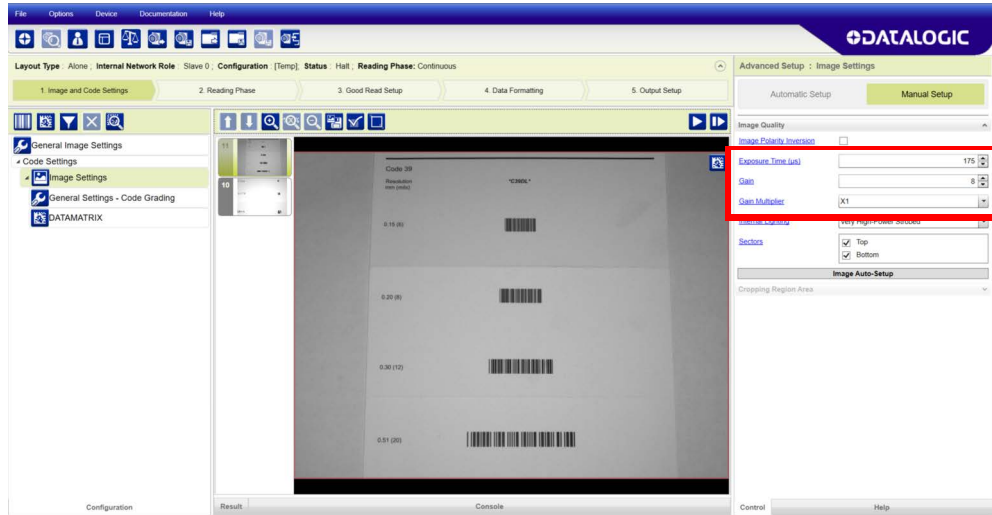 File Options Device Documentation Help
DATALOGIC
Layout Type : Alone ; Internal Network Role : Slave 0 ; Configuration : [Temp]; Status : Halt ; Reading Phase: Continuous
1. Image and Code Settings 2. Reading Phase 3. Good Read Setup 4. Data Formatting 5. Output Setup
Advanced Setup : Image Settings
Automatic Setup Manual Setup
General Image Settings
Code Settings
Image Settings
General Settings - Code Grading
DATAMATRIX
11
10
Code 39
Resolution
mm (mils)
0.15 (6)
0.20 (8)
0.30 (12)
0.51 (20)
Image Quality
Image Polarity Inversion
Exposure Time (µs) 175
Gain 8
Gain Multiplier X1
Internal Lighting Very High-Power Strobed
Sectors Top
Bottom
Image Auto-Setup
Cropping Region Area
Configuration Result Console Control Help